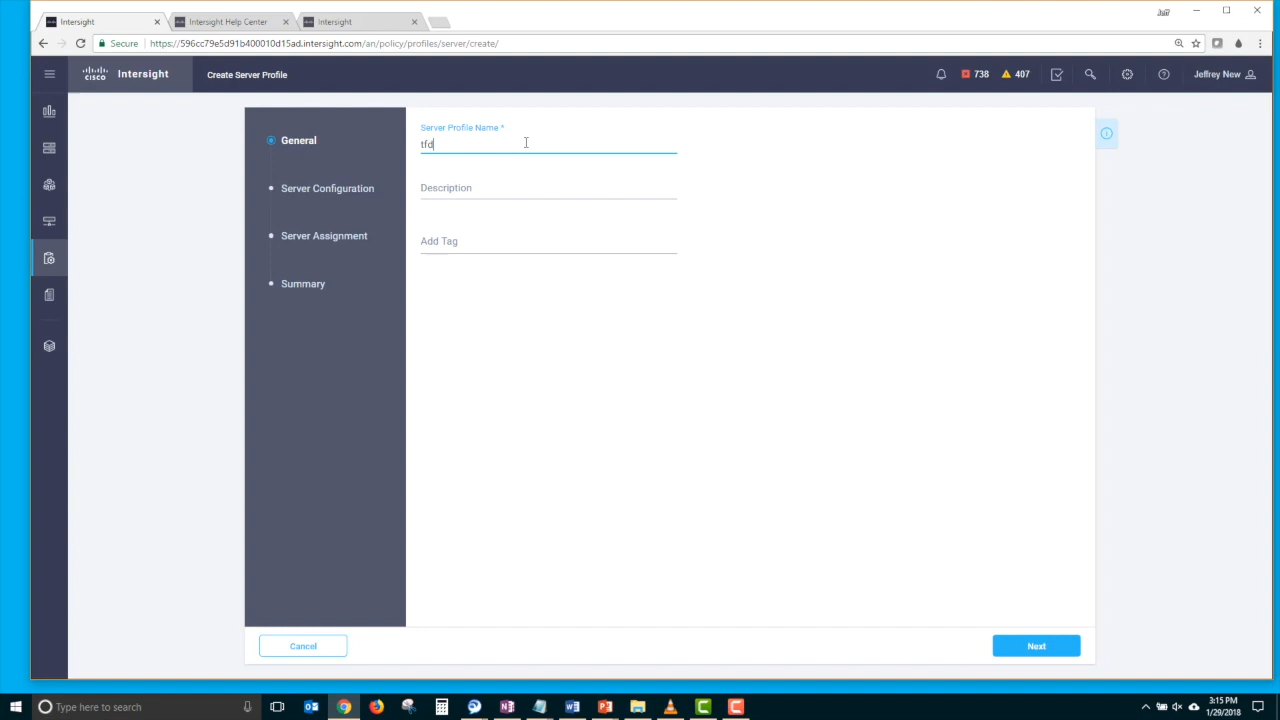 Jeff
Intersight
Intersight Help Center
Intersight
Secure
https://596cc79e5d91b400010d15ad.intersight.com/an/policy/profiles/server/create/
CISCO
Intersight
Create Server Profile
738
407
Jeffrey New
General
Server Configuration
Server Assignment
Summary
Server Profile Name *
tfd
Description
Add Tag
Cancel
Next
Type here to search
3:15 PM
1/29/2018